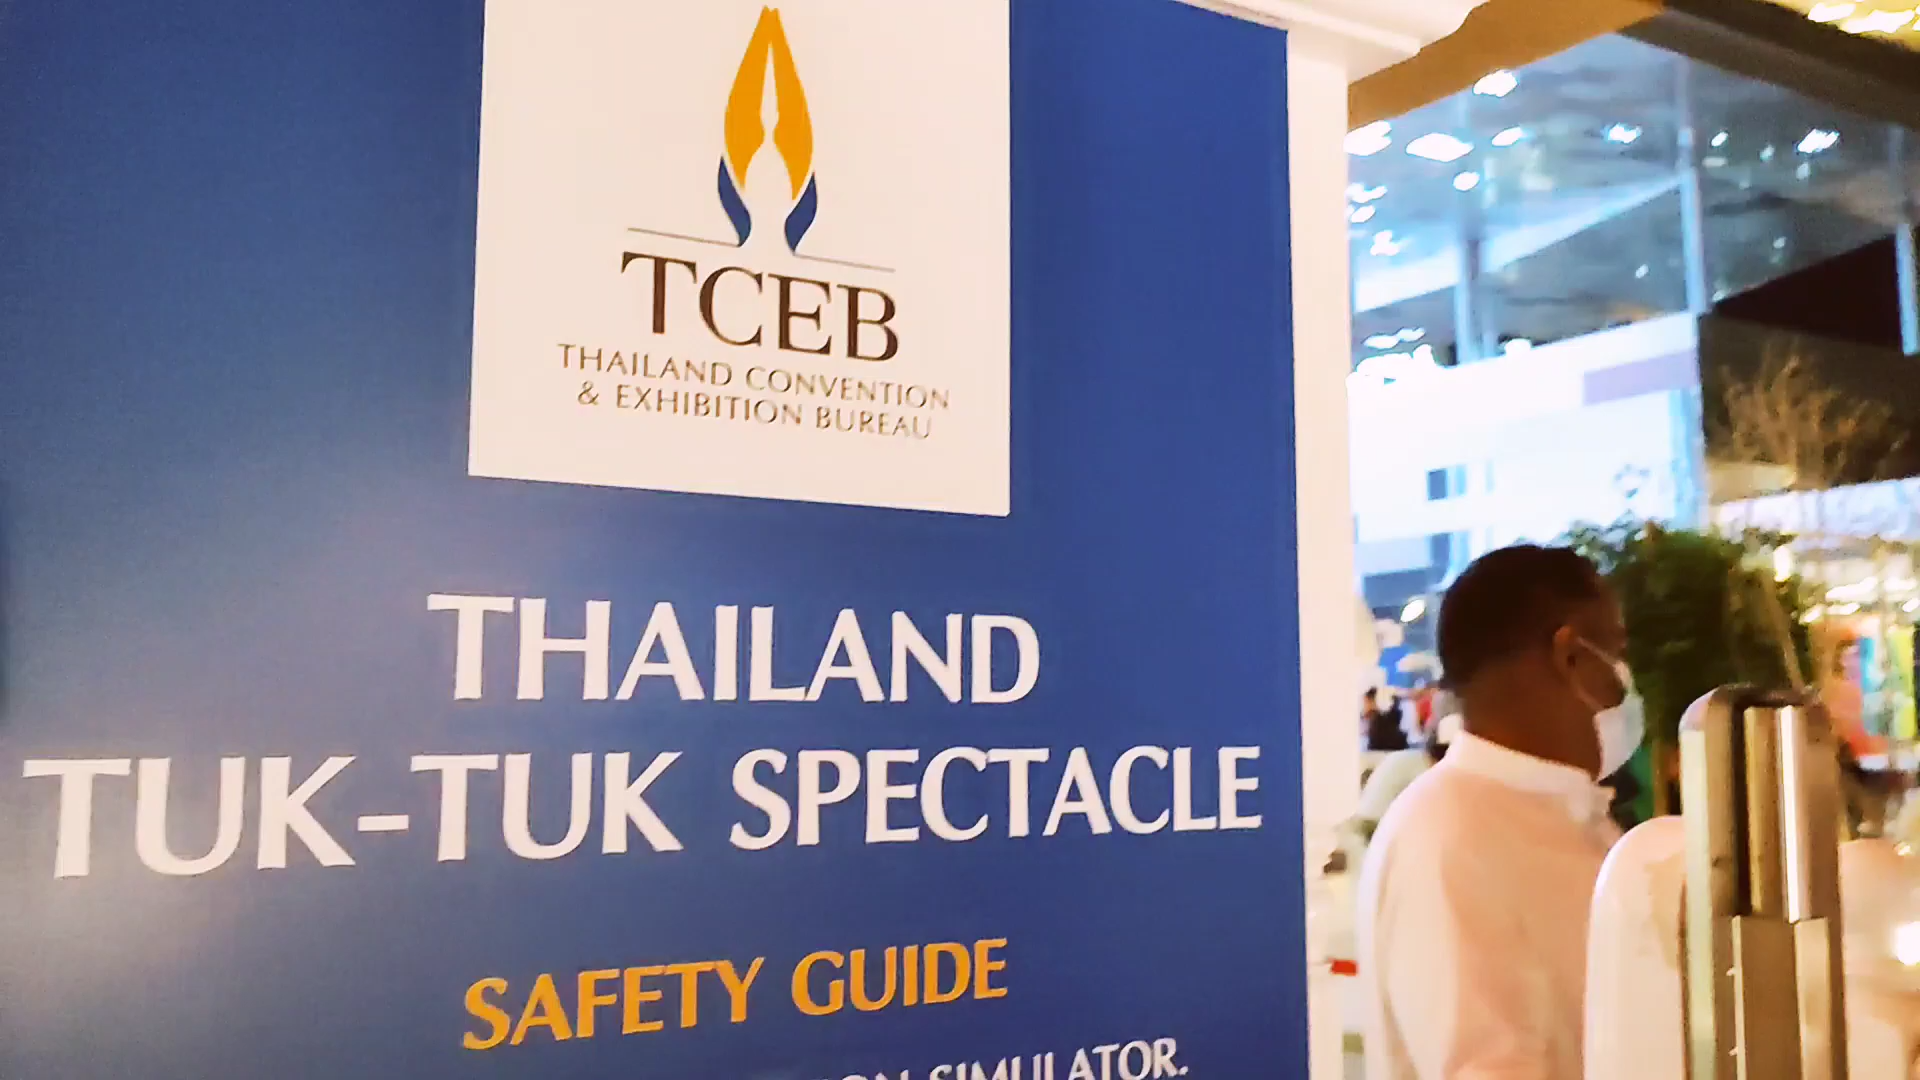 TCEB
THAILAND CONVENTION
& EXHIBITION BUREAU
THAILAND
TUK-TUK SPECTACLE
SAFETY GUIDE
SIMULATOR.